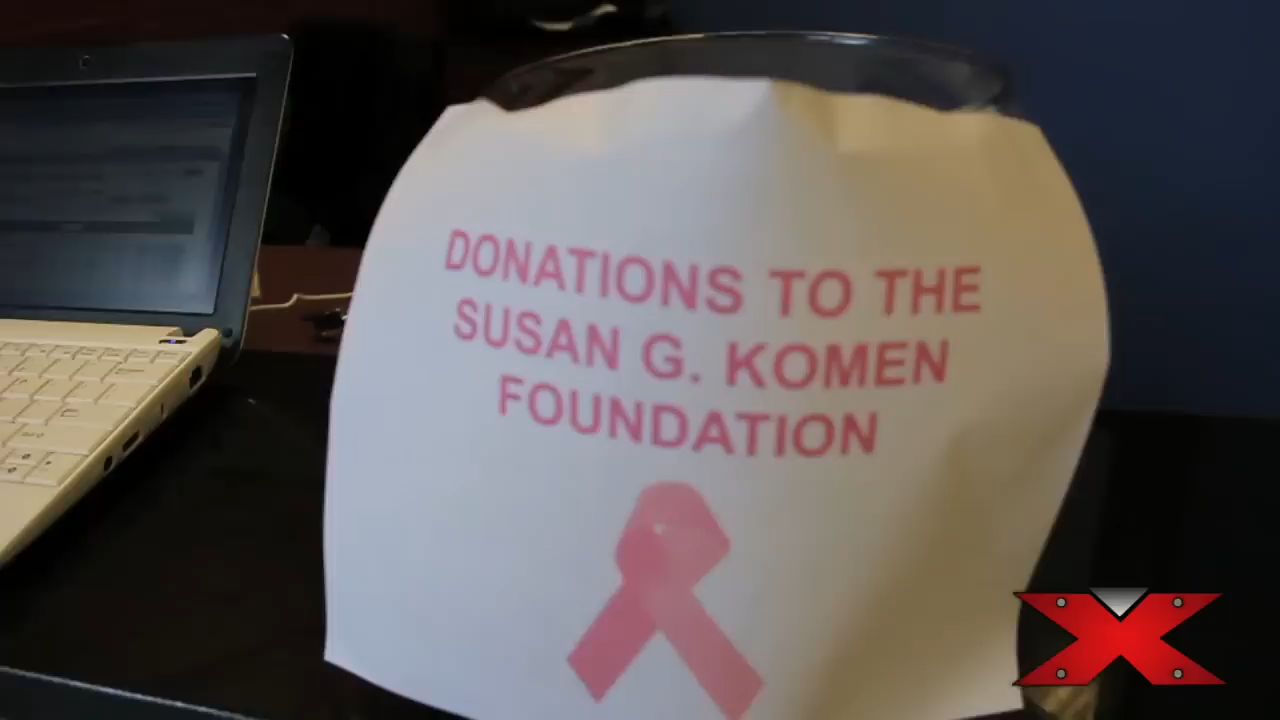 DONATIONS TO THE
SUSAN G. KOMEN
FOUNDATION
X